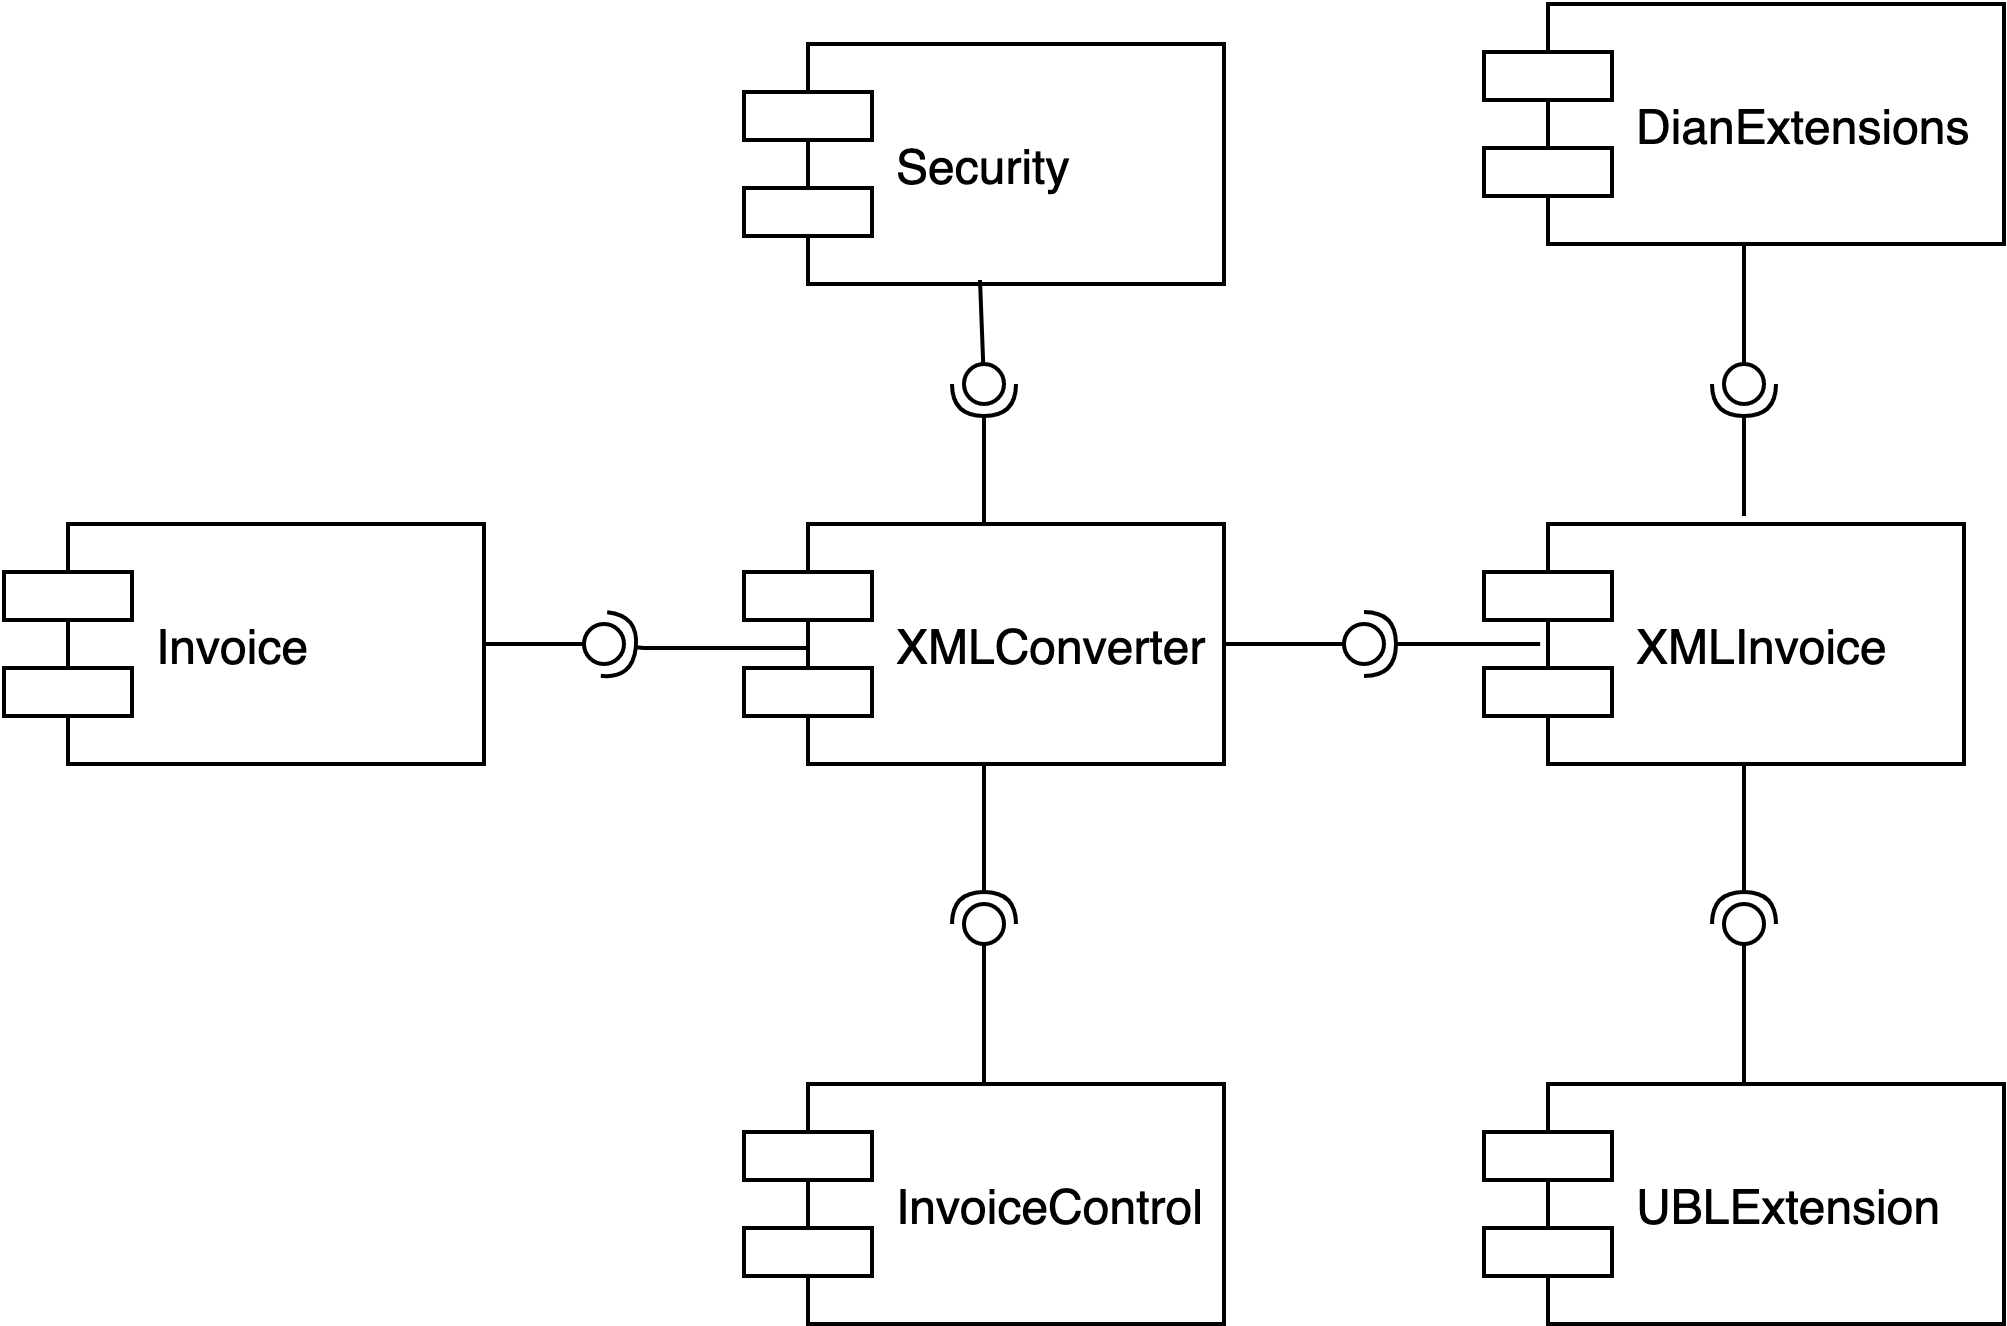 Security
DianExtensions
Invoice
XMLConverter
XMLInvoice
InvoiceControl
UBLExtension